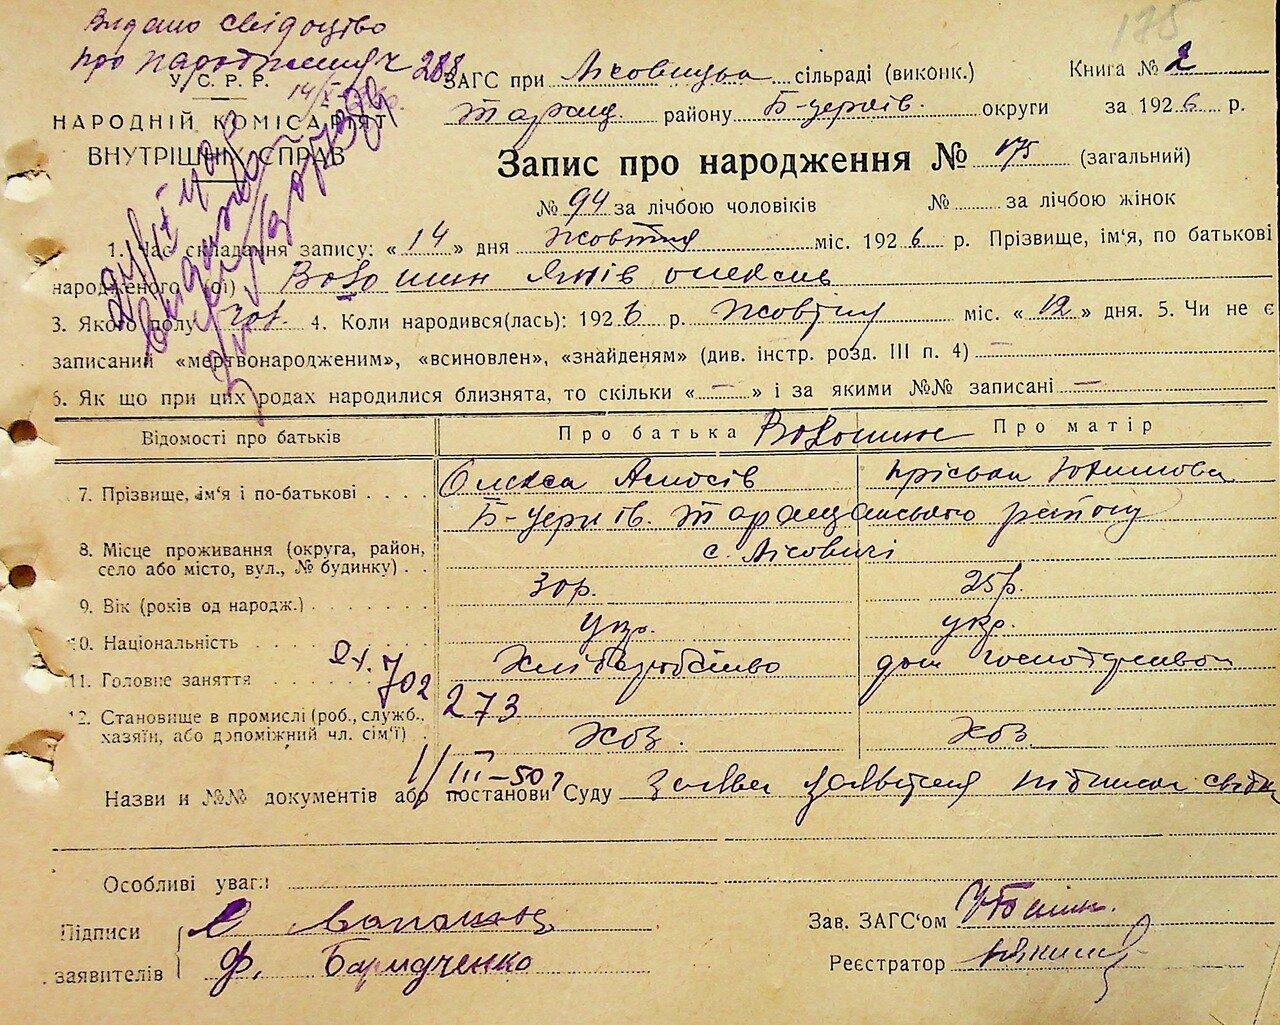 175
Видано свідоцтво
про народження 288
У. С. Р. Р.
НАРОДНІЙ КОМІСАРІЯТ
ВНУТРІШНІХ СПРАВ
ЗАГС при Лісовицькій сільраді (виконк.) Книга № 2
Таращ. району Б-церків. округи за 1926 р.
Запис про народження № 175 (загальний)
№ 94 за лічбою чоловіків № за лічбою жінок
1. Час складання запису: «14» дня Жовтня міс. 1926 р. Прізвище, ім'я, по батькові
народженого (ої) Волошин Яків Олексів
3. Якого полу чол. 4. Коли народився(лась): 1926 р. Жовтня міс. «12» дня. 5. Чи не є
записаний «мертвонародженим», «всиновлен», «знайденям» (див. інстр. розд. III п. 4) —
6. Як що при цих родах народилися близнята, то скільки «—» і за якими №№ записані —
Відомості про батьків Про батька Волошин Про матір
7. Прізвище, ім'я і по-батькові . . . . Олекса Амосів Пріська Юхимова
Б-церків. Таращанського району
8. Місце проживання (округа, район, с. Лісовичі
село або місто, вул., № будинку) . .
9. Вік (років од народж.) . . . . . . . 30р. 25р.
10. Національність . . . . . . . укр. укр.
11. Головне заняття . . . . . . . Хліборобство дом господарства
702
273
12. Становище в промислі (роб., служб.,
хазяїн, або допоміжний чл. сім'ї) . хоз. хоз
1/III-50
Назви и №№ документів або постанови Суду Заява
Особливі уваги
Підписи
заявителів
Ф.
Зав. ЗАГС'ом
Реєстратор